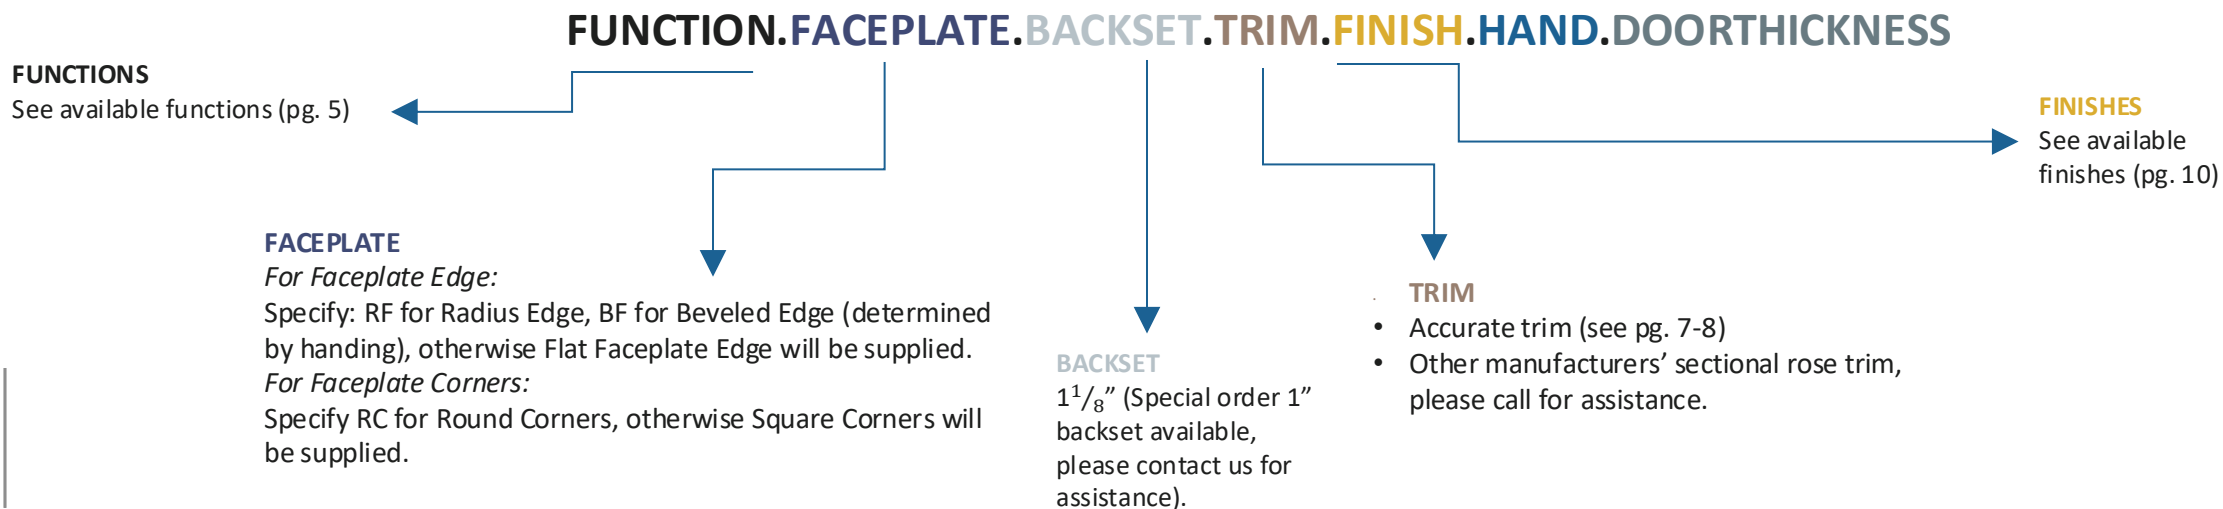 FUNCTION.FACEPLATE.BACKSET.TRIM.FINISH.HAND.DOORTHICKNESS
FUNCTIONS
See available functions (pg. 5)
FINISHES
See available
finishes (pg. 10)
FACEPLATE
For Faceplate Edge:
Specify: RF for Radius Edge, BF for Beveled Edge (determined
by handing), otherwise Flat Faceplate Edge will be supplied.
For Faceplate Corners:
Specify RC for Round Corners, otherwise Square Corners will
be supplied.
BACKSET
1 1/8” (Special order 1”
backset available,
please contact us for
assistance).
TRIM
• Accurate trim (see pg. 7-8)
• Other manufacturers’ sectional rose trim,
please call for assistance.